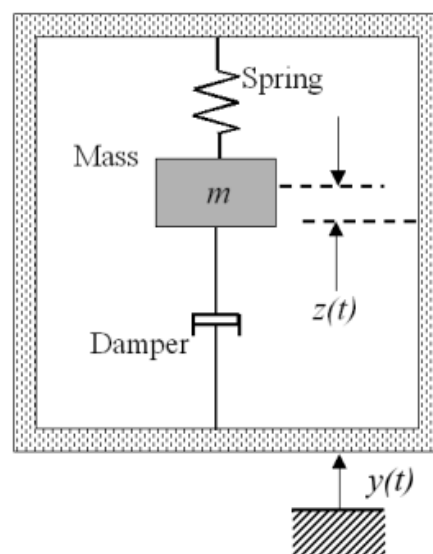 Spring
Mass
m
z(t)
Damper
y(t)